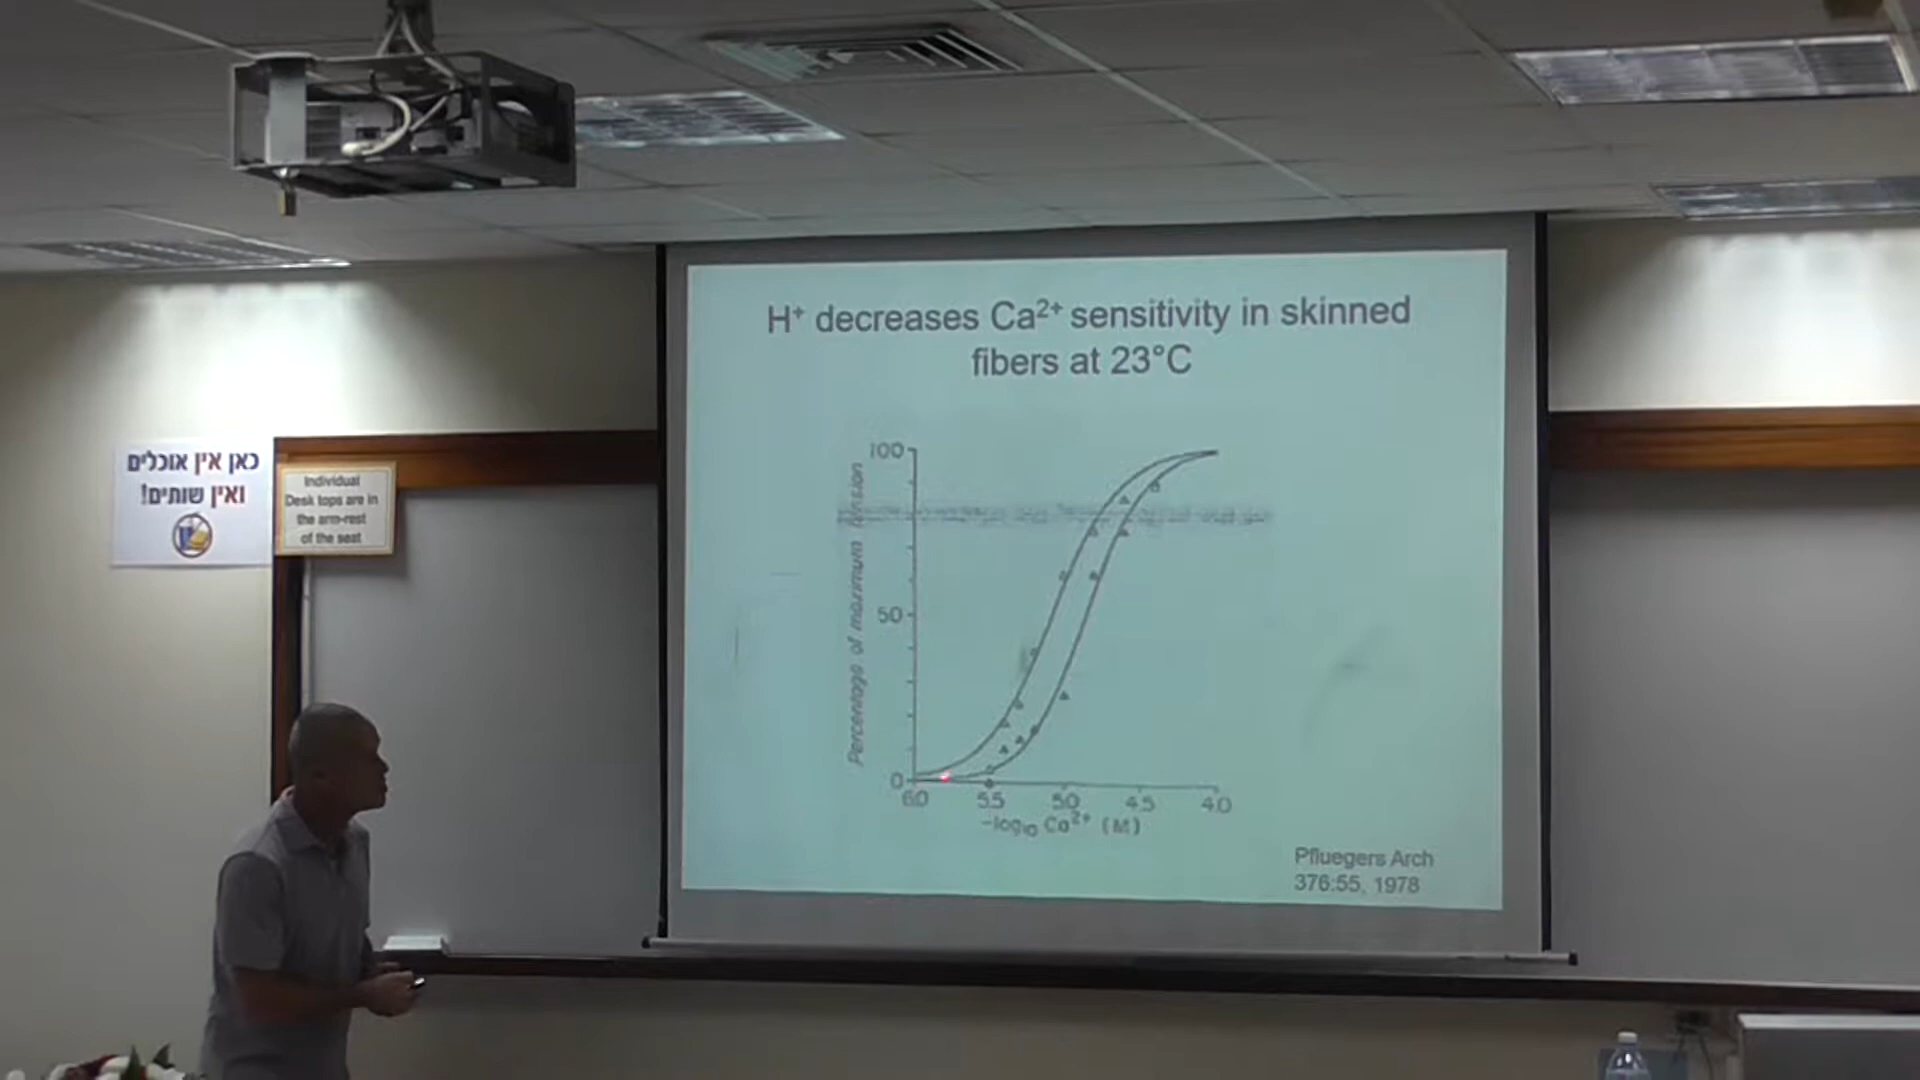 כאן אין אוכלים
ואין שותים!
Individual
Desk tops are in
the arm-rest
of the seat
H⁺ decreases Ca²⁺ sensitivity in skinned
fibers at 23°C
Percentage of maximum tension
100
50
0
6.0 5.5 5.0 4.5 4.0
-log₁₀ Ca²⁺ (M)
Pfluegers Arch
376:55, 1978